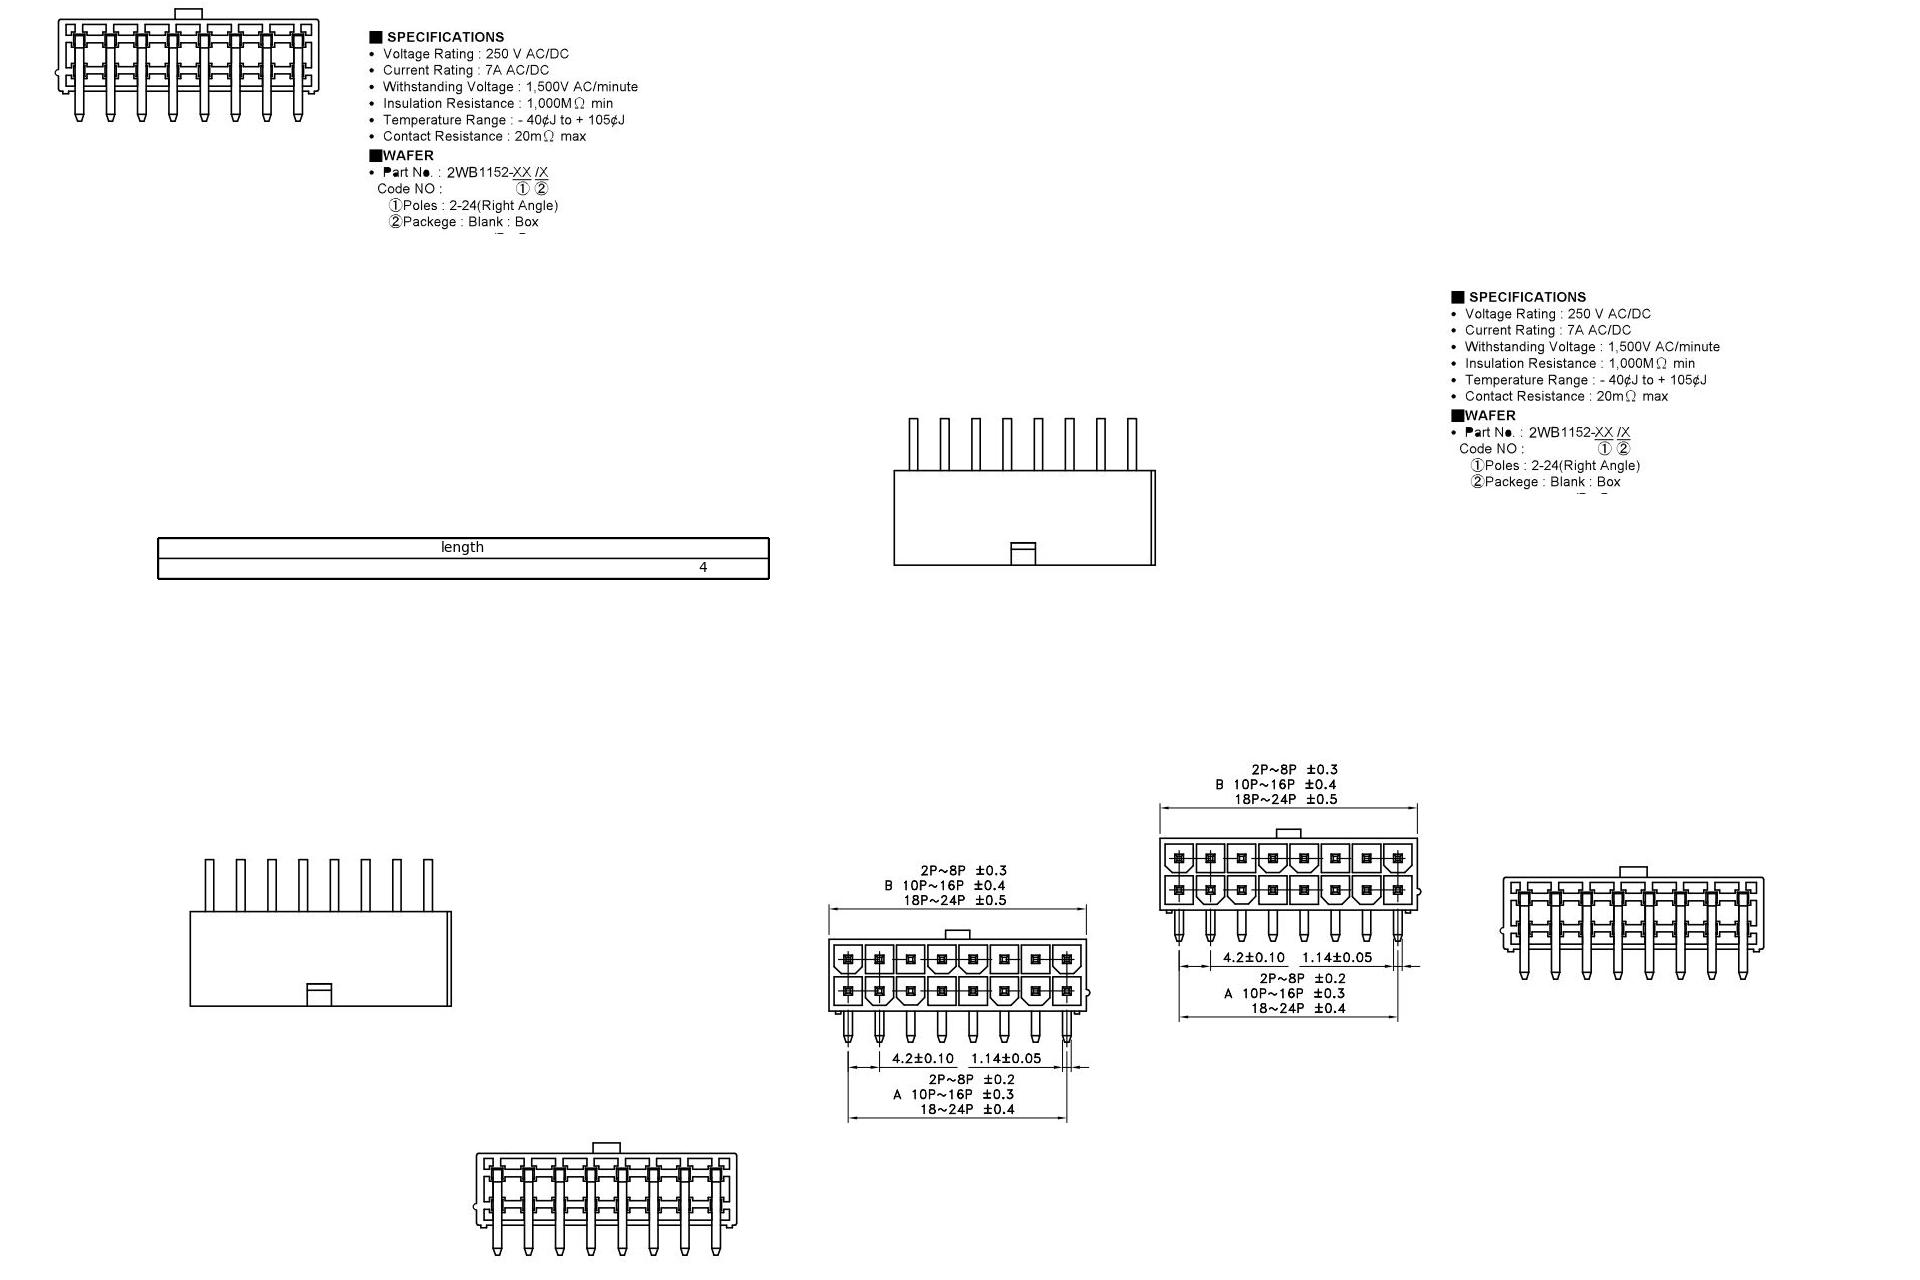 ■ SPECIFICATIONS
• Voltage Rating : 250 V AC/DC
• Current Rating : 7A AC/DC
• Withstanding Voltage : 1,500V AC/minute
• Insulation Resistance : 1,000MΩ min
• Temperature Range : - 40¢J to + 105¢J
• Contact Resistance : 20mΩ max
■WAFER
• Part No. : 2WB1152-XX /X
Code NO : ① ②
①Poles : 2-24(Right Angle)
②Packege : Blank : Box
■ SPECIFICATIONS
• Voltage Rating : 250 V AC/DC
• Current Rating : 7A AC/DC
• Withstanding Voltage : 1,500V AC/minute
• Insulation Resistance : 1,000MΩ min
• Temperature Range : - 40¢J to + 105¢J
• Contact Resistance : 20mΩ max
■WAFER
• Part No. : 2WB1152-XX /X
Code NO : ① ②
①Poles : 2-24(Right Angle)
②Packege : Blank : Box
length
4
2P~8P ±0.3
B 10P~16P ±0.4
18P~24P ±0.5
4.2±0.10 1.14±0.05
2P~8P ±0.2
A 10P~16P ±0.3
18~24P ±0.4
2P~8P ±0.3
B 10P~16P ±0.4
18P~24P ±0.5
4.2±0.10 1.14±0.05
2P~8P ±0.2
A 10P~16P ±0.3
18~24P ±0.4